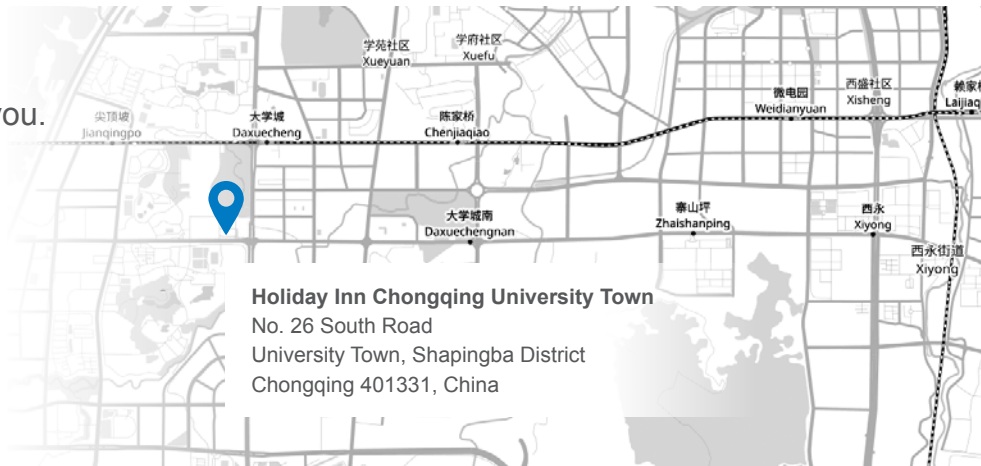 学苑社区
Xueyuan
学府社区
Xuefu
you.
尖顶坡
Jianqingpo
大学城
Daxuecheng
陈家桥
Chenjiaqiao
微电园
Weidianyuan
西盛社区
Xisheng
大学城南
Daxuechengnan
寨山坪
Zhaishanping
西永
Xiyong
西永街道
Xiyong
Holiday Inn Chongqing University Town
No. 26 South Road
University Town, Shapingba District
Chongqing 401331, China